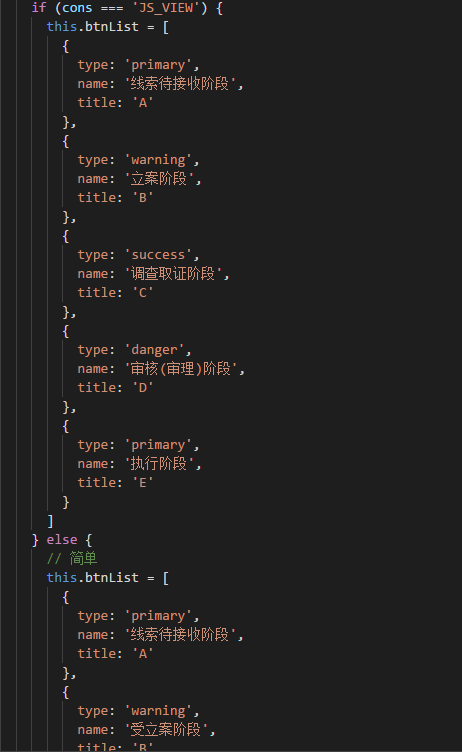 if (cons === 'JS_VIEW') {
this.btnList = [
{
type: 'primary',
name: '线索待接收阶段',
title: 'A'
},
{
type: 'warning',
name: '立案阶段',
title: 'B'
},
{
type: 'success',
name: '调查取证阶段',
title: 'C'
},
{
type: 'danger',
name: '审核(审理)阶段',
title: 'D'
},
{
type: 'primary',
name: '执行阶段',
title: 'E'
}
]
} else {
// 简单
this.btnList = [
{
type: 'primary',
name: '线索待接收阶段',
title: 'A'
},
{
type: 'warning',
name: '受立案阶段',
title: 'B'